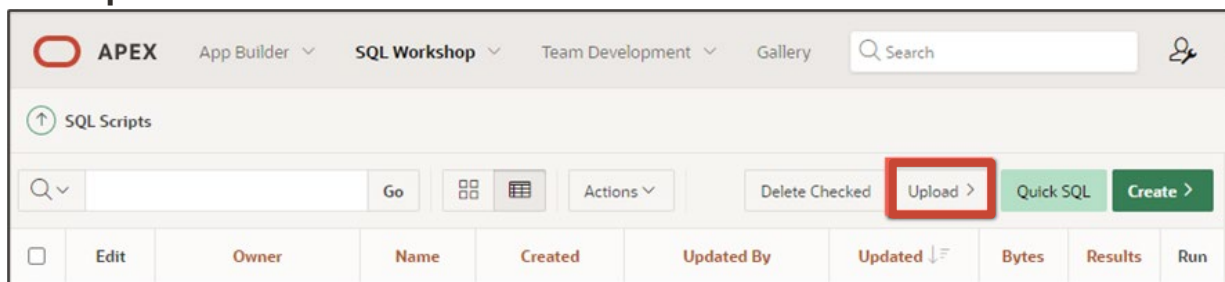 APEX App Builder SQL Workshop Team Development Gallery Search
SQL Scripts
Go Actions Delete Checked Upload > Quick SQL Create >
Edit Owner Name Created Updated By Updated Bytes Results Run